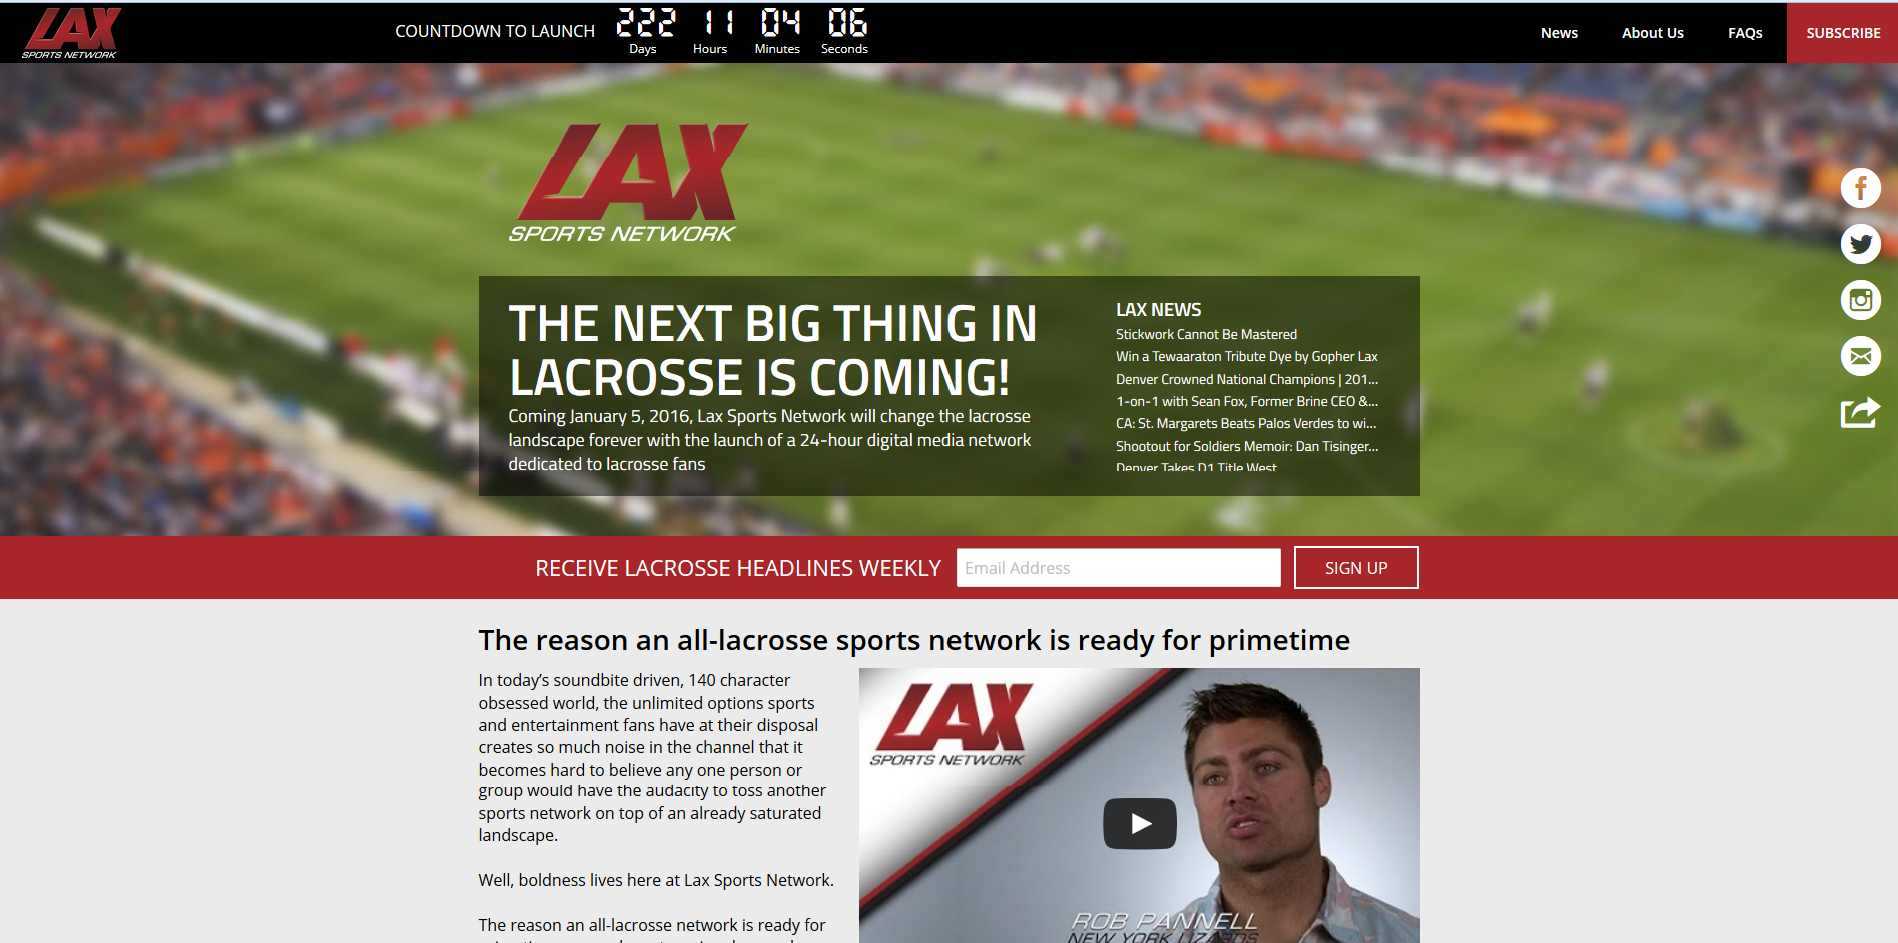 LAX
SPORTS NETWORK
COUNTDOWN TO LAUNCH
222 11 04 06
Days Hours Minutes Seconds
News About Us FAQs SUBSCRIBE
LAX
SPORTS NETWORK
THE NEXT BIG THING IN
LACROSSE IS COMING!
Coming January 5, 2016, Lax Sports Network will change the lacrosse
landscape forever with the launch of a 24-hour digital media network
dedicated to lacrosse fans
LAX NEWS
Stickwork Cannot Be Mastered
Win a Tewaaraton Tribute Dye by Gopher Lax
Denver Crowned National Champions | 201...
1-on-1 with Sean Fox, Former Brine CEO &...
CA: St. Margarets Beats Palos Verdes to wi...
Shootout for Soldiers Memoir: Dan Tisinger...
Denver Takes D1 Title West
RECEIVE LACROSSE HEADLINES WEEKLY Email Address SIGN UP
The reason an all-lacrosse sports network is ready for primetime
In today's soundbite driven, 140 character
obsessed world, the unlimited options sports
and entertainment fans have at their disposal
creates so much noise in the channel that it
becomes hard to believe any one person or
group would have the audacity to toss another
sports network on top of an already saturated
landscape.
Well, boldness lives here at Lax Sports Network.
The reason an all-lacrosse network is ready for
LAX
SPORTS NETWORK
ROB PANNELL
NEW YORK LIZARDS